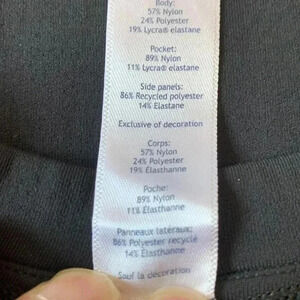 Body:
57% Nylon
24% Polyester
19% Lycra® elastane
Pocket:
89% Nylon
11% Lycra® elastane
Side panels:
86% Recycled polyester
14% Elastane
Exclusive of decoration
Corps:
57% Nylon
24% Polyester
19% Élasthanne
Poche:
89% Nylon
11% Élasthanne
Panneaux latéraux:
86% Polyester recyclé
14% Élasthanne
Sauf la décoration